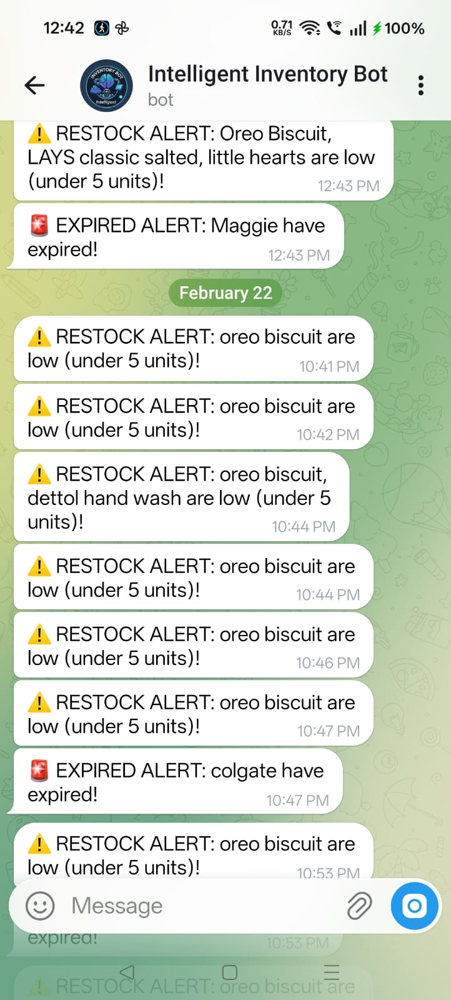 12:42
0.71
KB/S
100%
INVENTORY BOT
Intelligent
Intelligent Inventory Bot
bot
⚠️ RESTOCK ALERT: Oreo Biscuit,
LAYS classic salted, little hearts are low
(under 5 units)!
12:43 PM
🚨 EXPIRED ALERT: Maggie have
expired!
12:43 PM
February 22
⚠️ RESTOCK ALERT: oreo biscuit are
low (under 5 units)!
10:41 PM
⚠️ RESTOCK ALERT: oreo biscuit are
low (under 5 units)!
10:42 PM
⚠️ RESTOCK ALERT: oreo biscuit,
dettol hand wash are low (under 5
units)!
10:44 PM
⚠️ RESTOCK ALERT: oreo biscuit are
low (under 5 units)!
10:44 PM
⚠️ RESTOCK ALERT: oreo biscuit are
low (under 5 units)!
10:46 PM
⚠️ RESTOCK ALERT: oreo biscuit are
low (under 5 units)!
10:47 PM
🚨 EXPIRED ALERT: colgate have
expired!
10:47 PM
⚠️ RESTOCK ALERT: oreo biscuit are
low (under 5 units)!
10:53 PM
Message
expired!
10:53 PM
⚠️ RESTOCK ALERT: oreo biscuit are